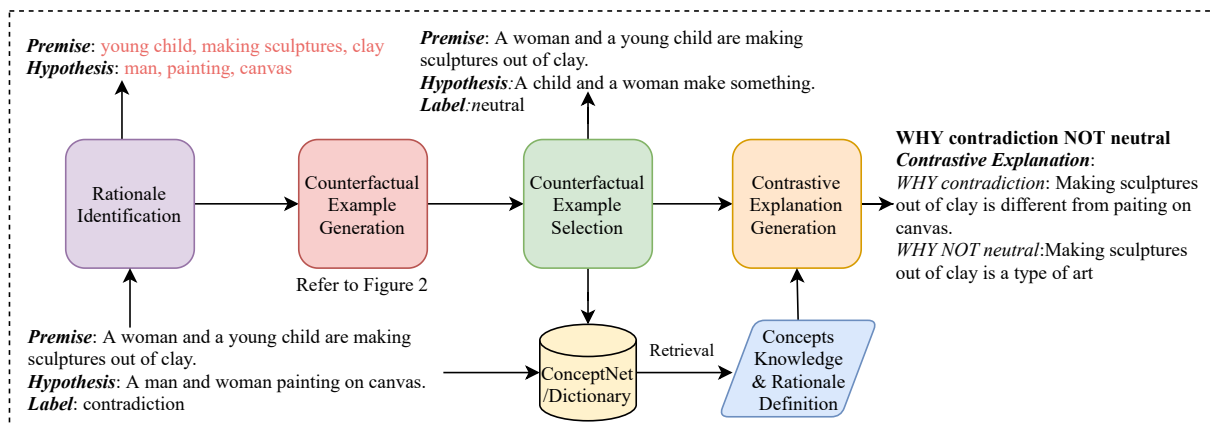 Premise: young child, making sculptures, clay
Hypothesis: man, painting, canvas
Premise: A woman and a young child are making
sculptures out of clay.
Hypothesis:A child and a woman make something.
Label:neutral
Rationale
Identification
Counterfactual
Example
Generation
Refer to Figure 2
Counterfactual
Example
Selection
Contrastive
Explanation
Generation
WHY contradiction NOT neutral
Contrastive Explanation:
WHY contradiction: Making sculptures
out of clay is different from paiting on
canvas.
WHY NOT neutral:Making sculptures
out of clay is a type of art
Premise: A woman and a young child are making
sculptures out of clay.
Hypothesis: A man and woman painting on canvas.
Label: contradiction
ConceptNet
/Dictionary
Retrieval
Concepts
Knowledge
& Rationale
Definition